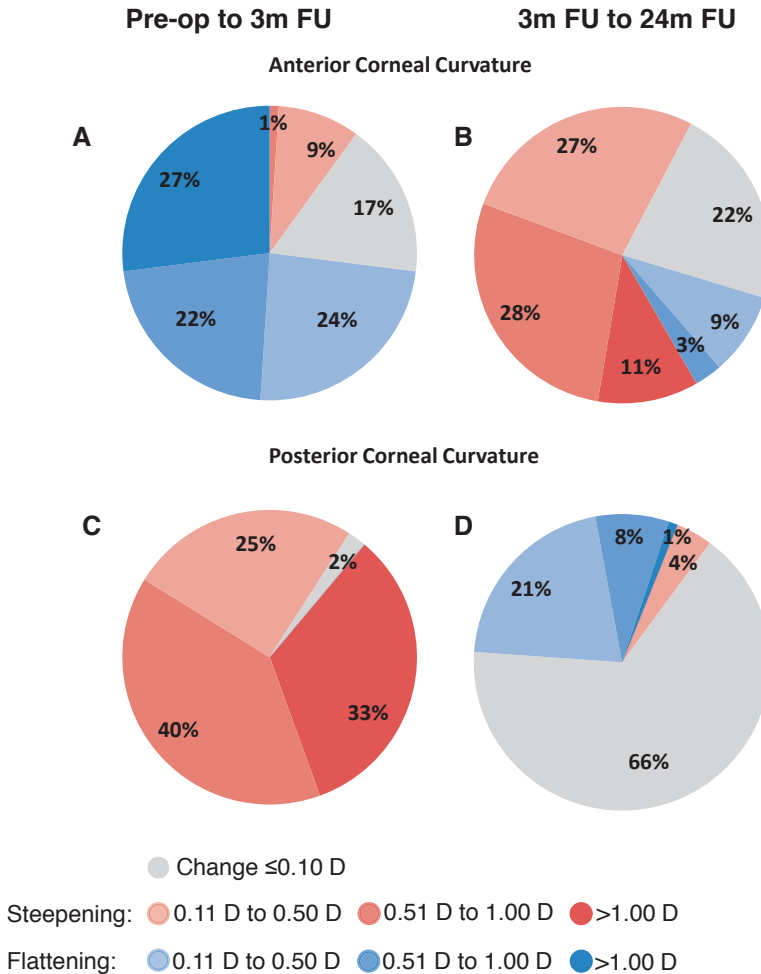 Pre-op to 3m FU
3m FU to 24m FU
Anterior Corneal Curvature
A
1%
9%
17%
24%
22%
27%
B
27%
22%
9%
3%
11%
28%
Posterior Corneal Curvature
C
25%
2%
33%
40%
D
8%
1%
4%
21%
66%
Change ≤0.10 D
Steepening: 0.11 D to 0.50 D 0.51 D to 1.00 D >1.00 D
Flattening: 0.11 D to 0.50 D 0.51 D to 1.00 D >1.00 D